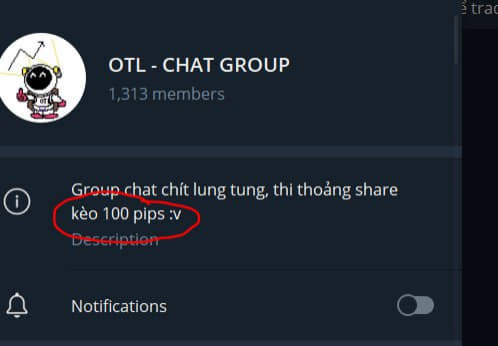 ể trad
OTL - CHAT GROUP
1,313 members
Group chat chít lung tung, thi thoảng share
kèo 100 pips :v
Description
Notifications